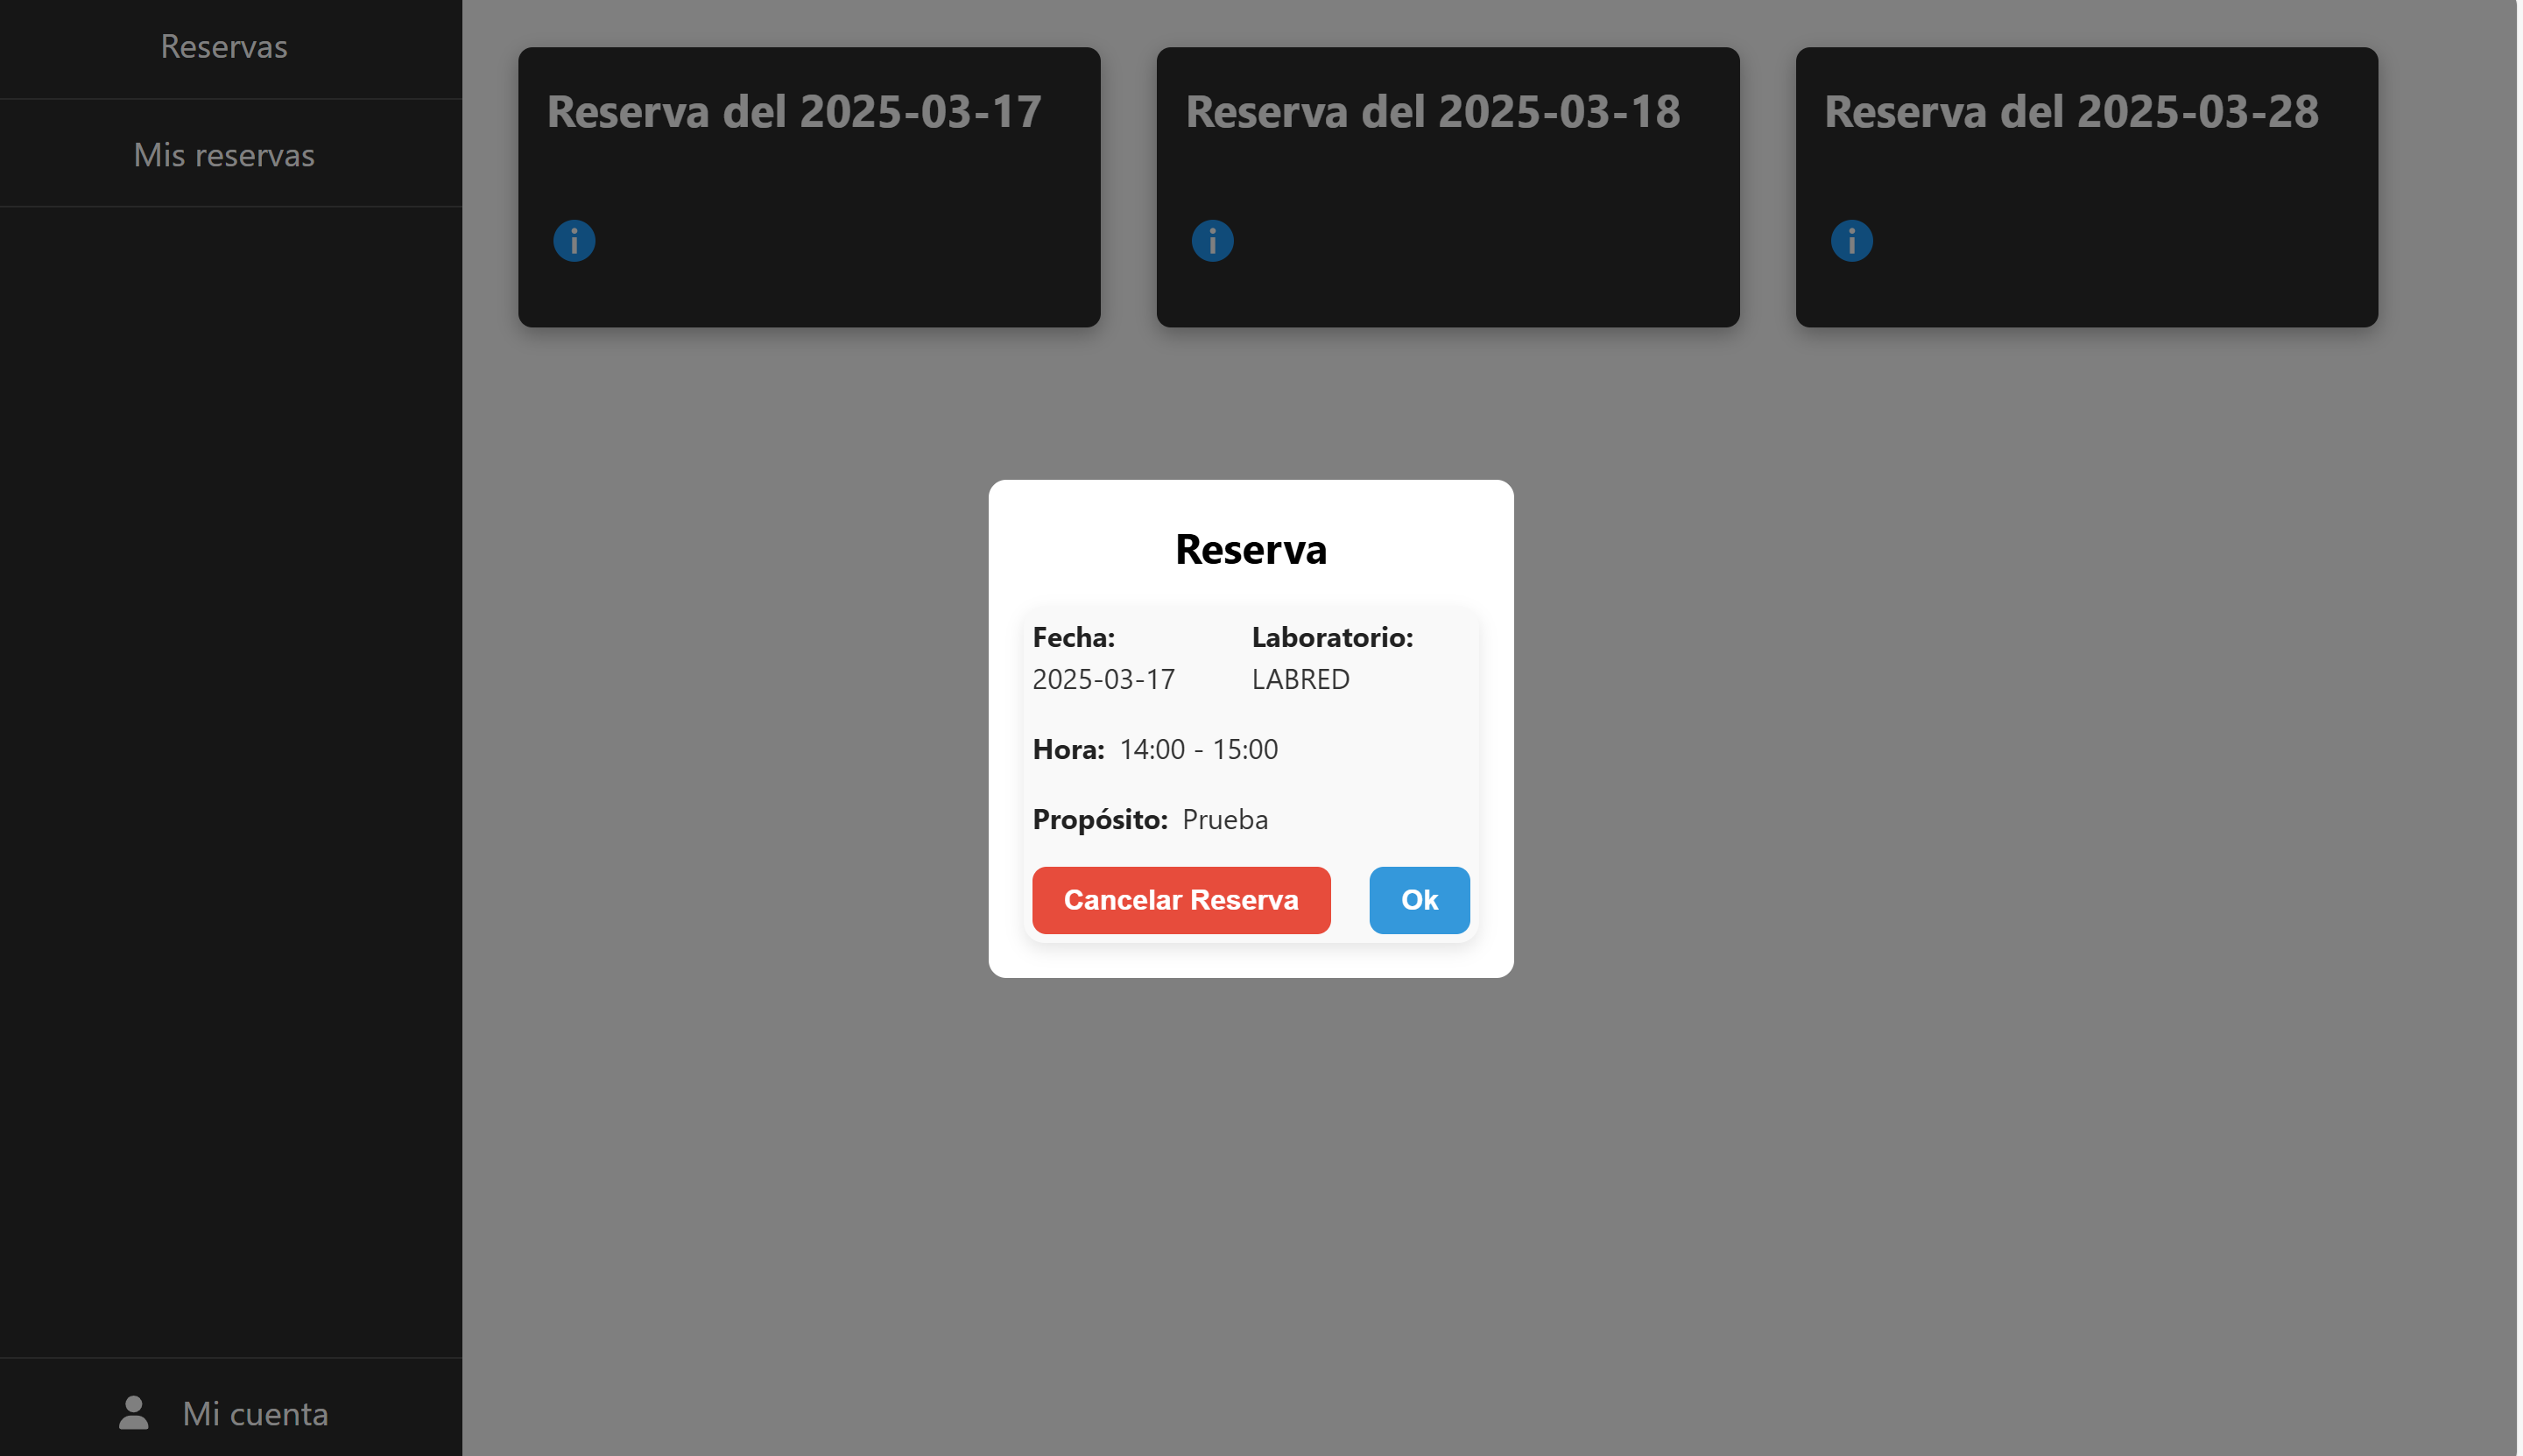 Reservas
Mis reservas
Reserva del 2025-03-17
Reserva del 2025-03-18
Reserva del 2025-03-28
Reserva
Fecha: Laboratorio:
2025-03-17 LABRED
Hora: 14:00 - 15:00
Propósito: Prueba
Cancelar Reserva Ok
Mi cuenta